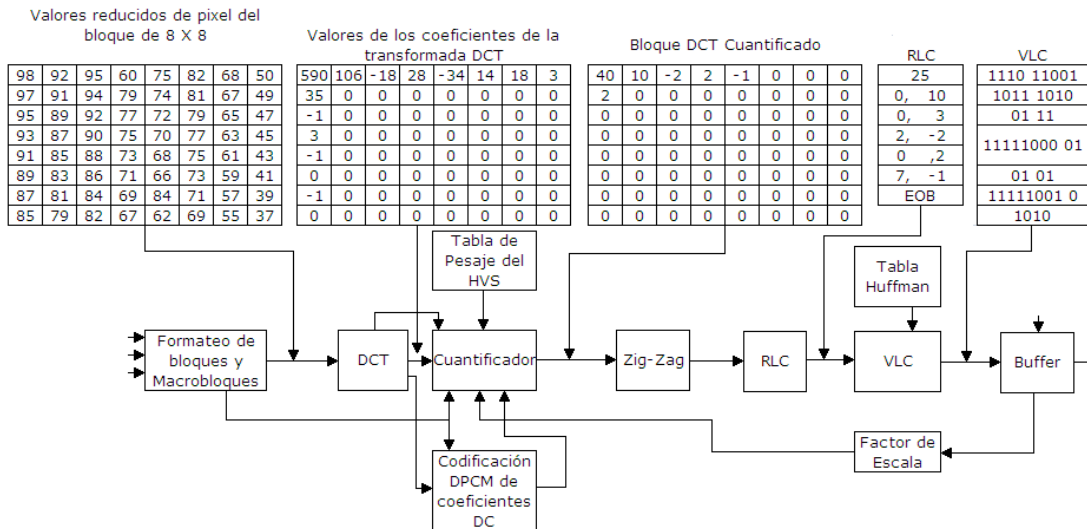 Valores reducidos de pixel del
bloque de 8 X 8
98 92 95 60 75 82 68 50
97 91 94 79 74 81 67 49
95 89 92 77 72 79 65 47
93 87 90 75 70 77 63 45
91 85 88 73 68 75 61 43
89 83 86 71 66 73 59 41
87 81 84 69 84 71 57 39
85 79 82 67 62 69 55 37
Valores de los coeficientes de la
transformada DCT
590 106 -18 28 -34 14 18 3
35 0 0 0 0 0 0 0
-1 0 0 0 0 0 0 0
3 0 0 0 0 0 0 0
-1 0 0 0 0 0 0 0
0 0 0 0 0 0 0 0
-1 0 0 0 0 0 0 0
0 0 0 0 0 0 0 0
Bloque DCT Cuantificado
40 10 -2 2 -1 0 0 0
2 0 0 0 0 0 0 0
0 0 0 0 0 0 0 0
0 0 0 0 0 0 0 0
0 0 0 0 0 0 0 0
0 0 0 0 0 0 0 0
0 0 0 0 0 0 0 0
0 0 0 0 0 0 0 0
RLC
25
0, 10
0, 3
2, -2
0 ,2
7, -1
EOB
VLC
1110 11001
1011 1010
01 11
11111000 01
01 01
11111001 0
1010
Tabla de
Pesaje del
HVS
Tabla
Huffman
Formateo de
bloques y
Macrobloques
DCT
Cuantificador
Zig-Zag
RLC
VLC
Buffer
Codificación
DPCM de
coeficientes
DC
Factor de
Escala